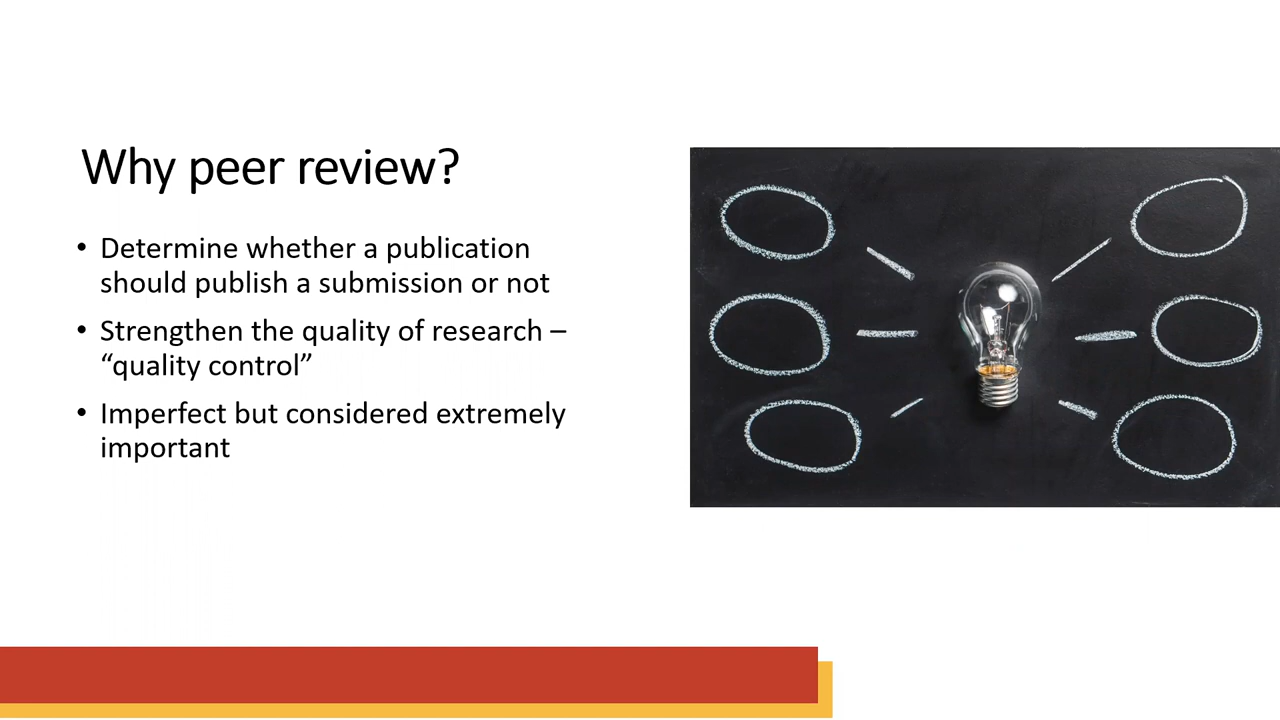 Why peer review?
• Determine whether a publication
should publish a submission or not
• Strengthen the quality of research –
“quality control”
• Imperfect but considered extremely
important